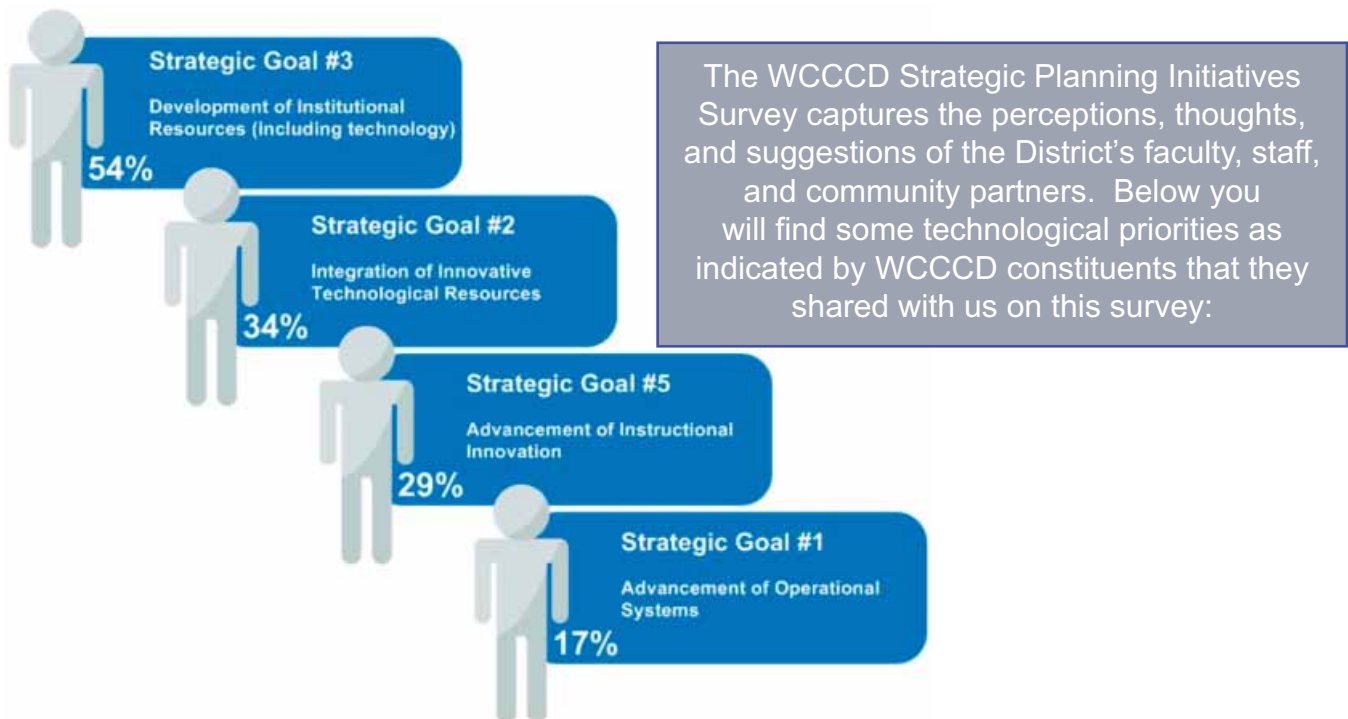 Strategic Goal #3
Development of Institutional
Resources (including technology)
54%
Strategic Goal #2
Integration of Innovative
Technological Resources
34%
Strategic Goal #5
Advancement of Instructional
Innovation
29%
Strategic Goal #1
Advancement of Operational
Systems
17%
The WCCCD Strategic Planning Initiatives
Survey captures the perceptions, thoughts,
and suggestions of the District’s faculty, staff,
and community partners.  Below you
will find some technological priorities as
indicated by WCCCD constituents that they
shared with us on this survey: